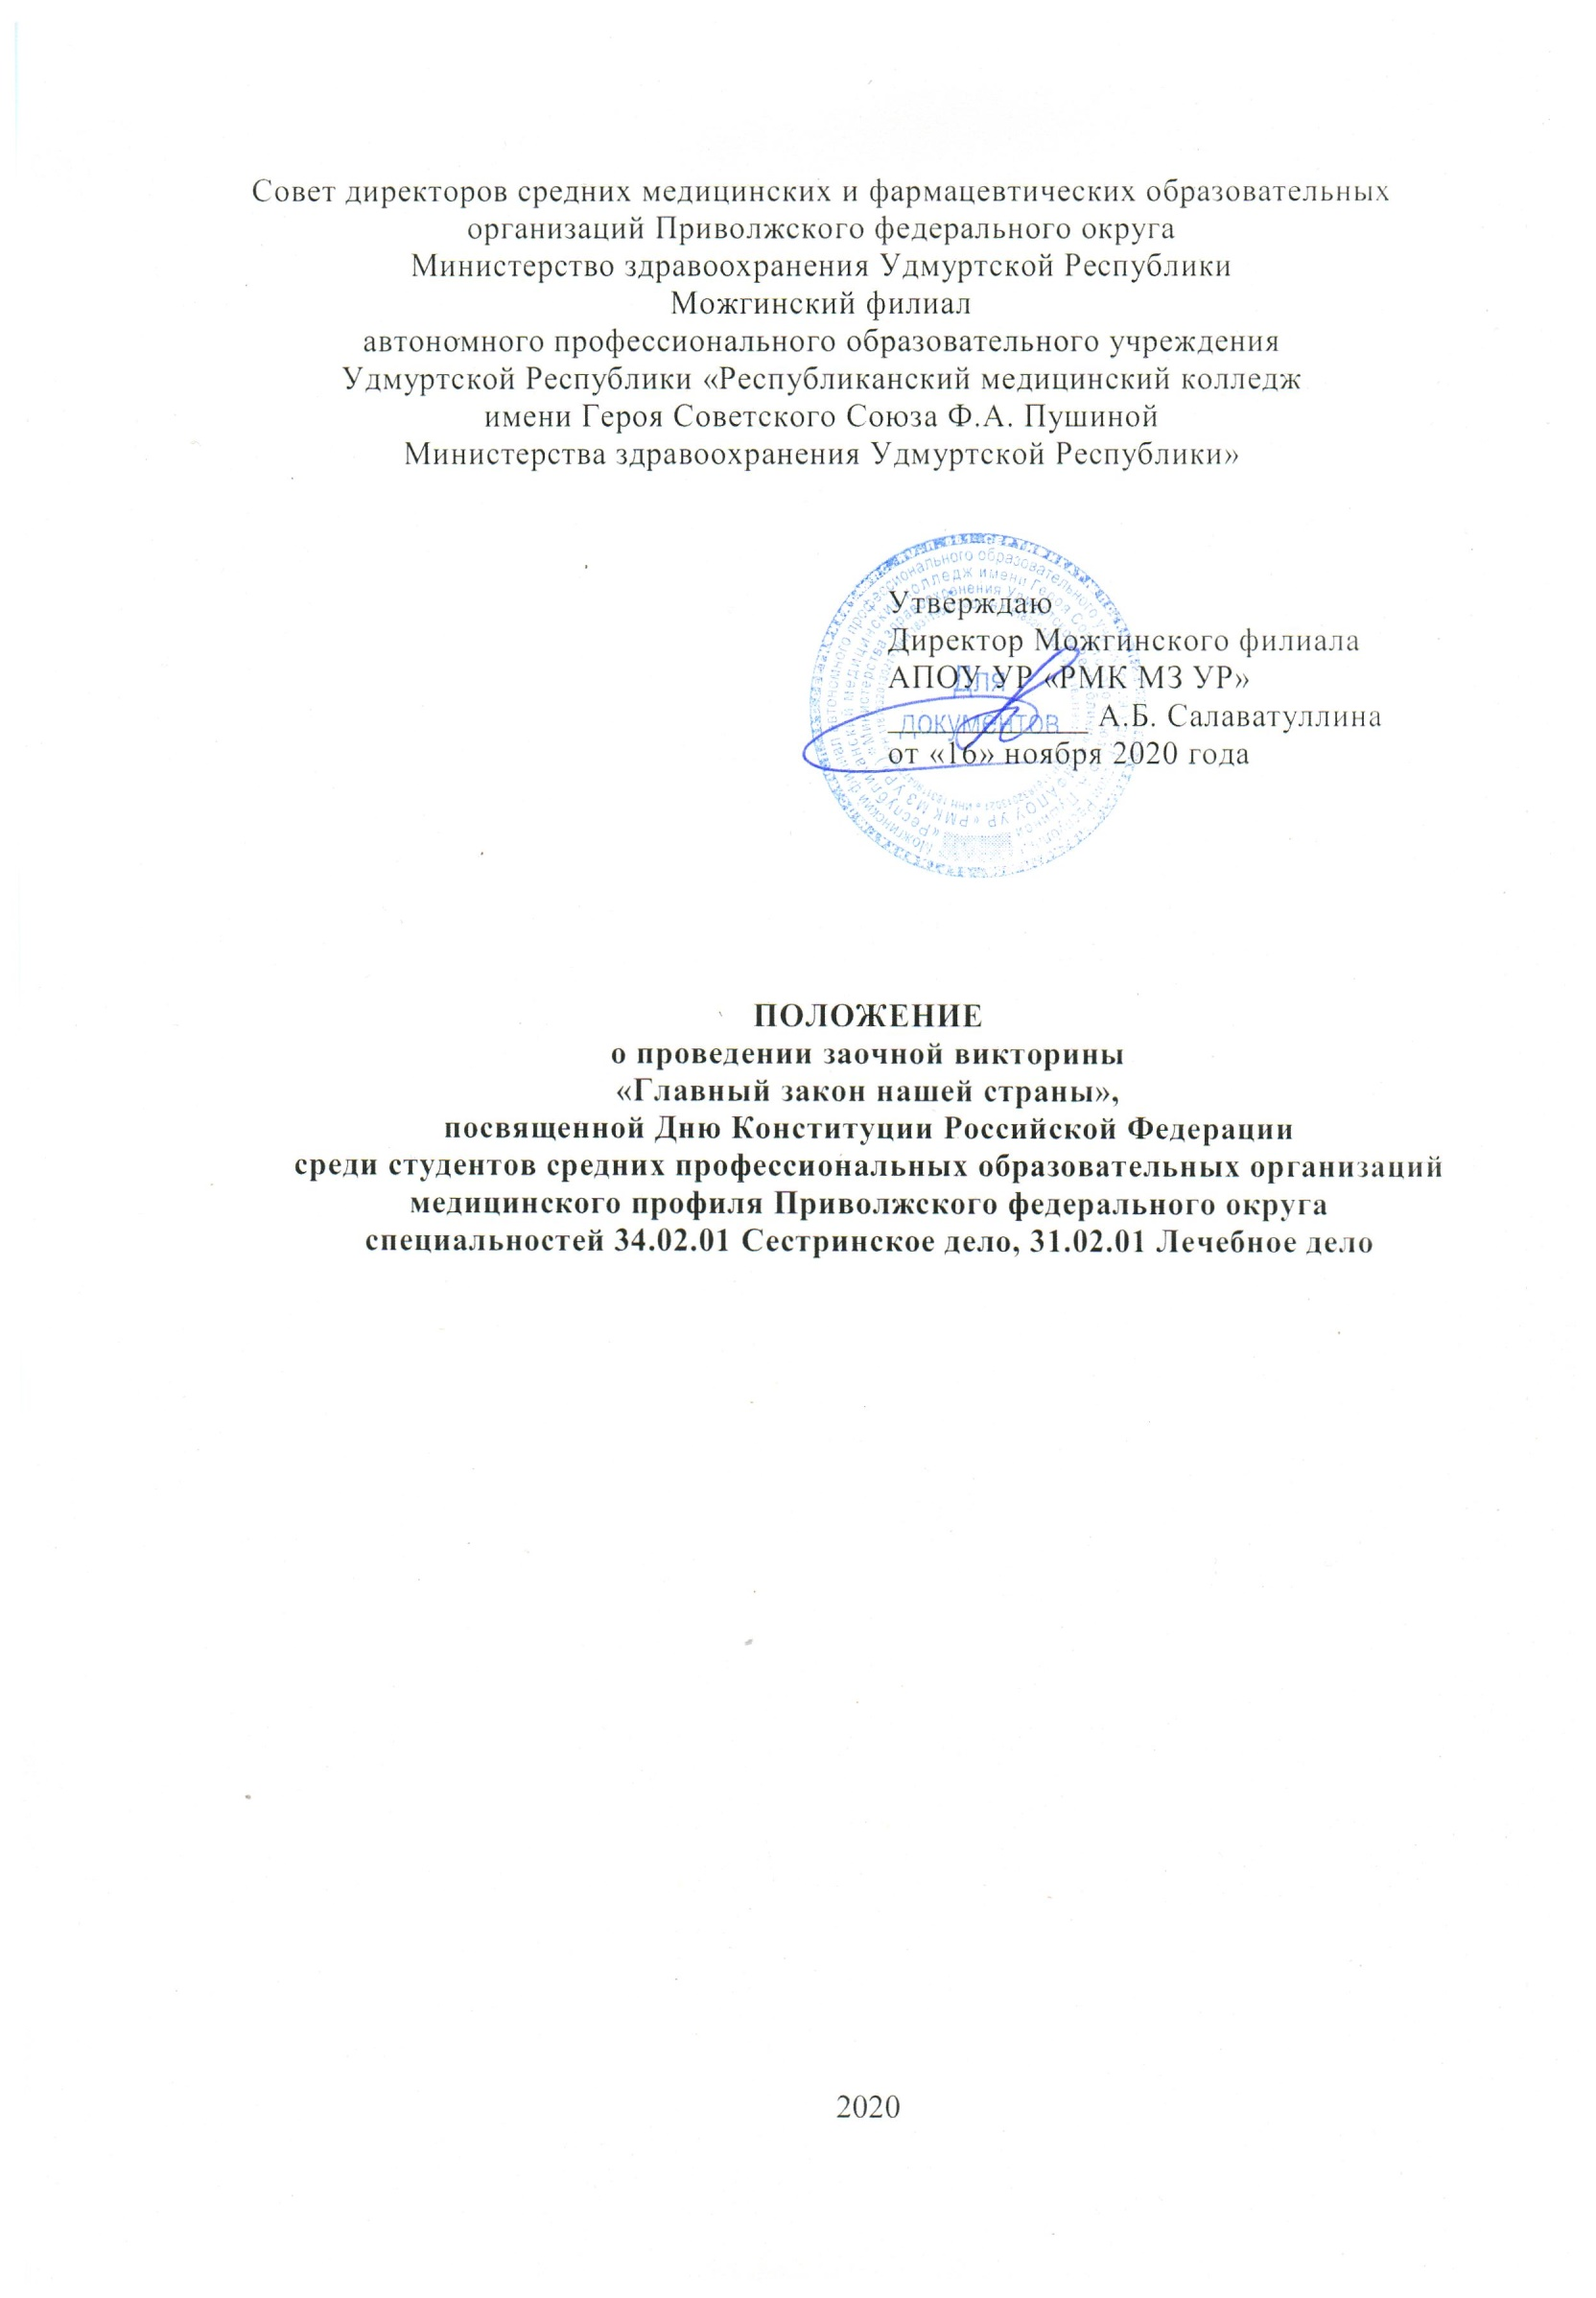 Совет директоров средних медицинских и фармацевтических образовательных
организаций Приволжского федерального округа
Министерство здравоохранения Удмуртской Республики
Можгинский филиал
автономного профессионального образовательного учреждения
Удмуртской Республики «Республиканский медицинский колледж
имени Героя Советского Союза Ф.А. Пушиной
Министерства здравоохранения Удмуртской Республики»
Утверждаю
Директор Можгинского филиала
АПОУ УР «РМК МЗ УР»
____________ А.Б. Салаватуллина
от «16» ноября 2020 года
Для
документов
ПОЛОЖЕНИЕ
о проведении заочной викторины
«Главный закон нашей страны»,
посвященной Дню Конституции Российской Федерации
среди студентов средних профессиональных образовательных организаций
медицинского профиля Приволжского федерального округа
специальностей 34.02.01 Сестринское дело, 31.02.01 Лечебное дело
2020